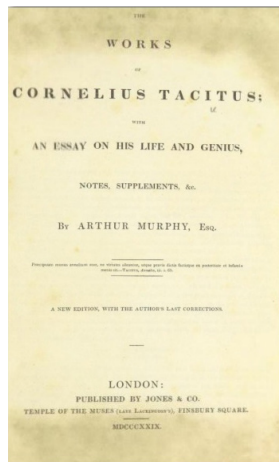 THE
WORKS
OF
CORNELIUS TACITUS;
WITH
AN ESSAY ON HIS LIFE AND GENIUS,
NOTES, SUPPLEMENTS, &c.
BY ARTHUR MURPHY, ESQ.
A NEW EDITION, WITH THE AUTHOR'S LAST CORRECTIONS.
LONDON:
PUBLISHED BY JONES & CO.
TEMPLE OF THE MUSES (LATE LACKINGTON'S), FINSBURY SQUARE.
MDCCCXXIX.